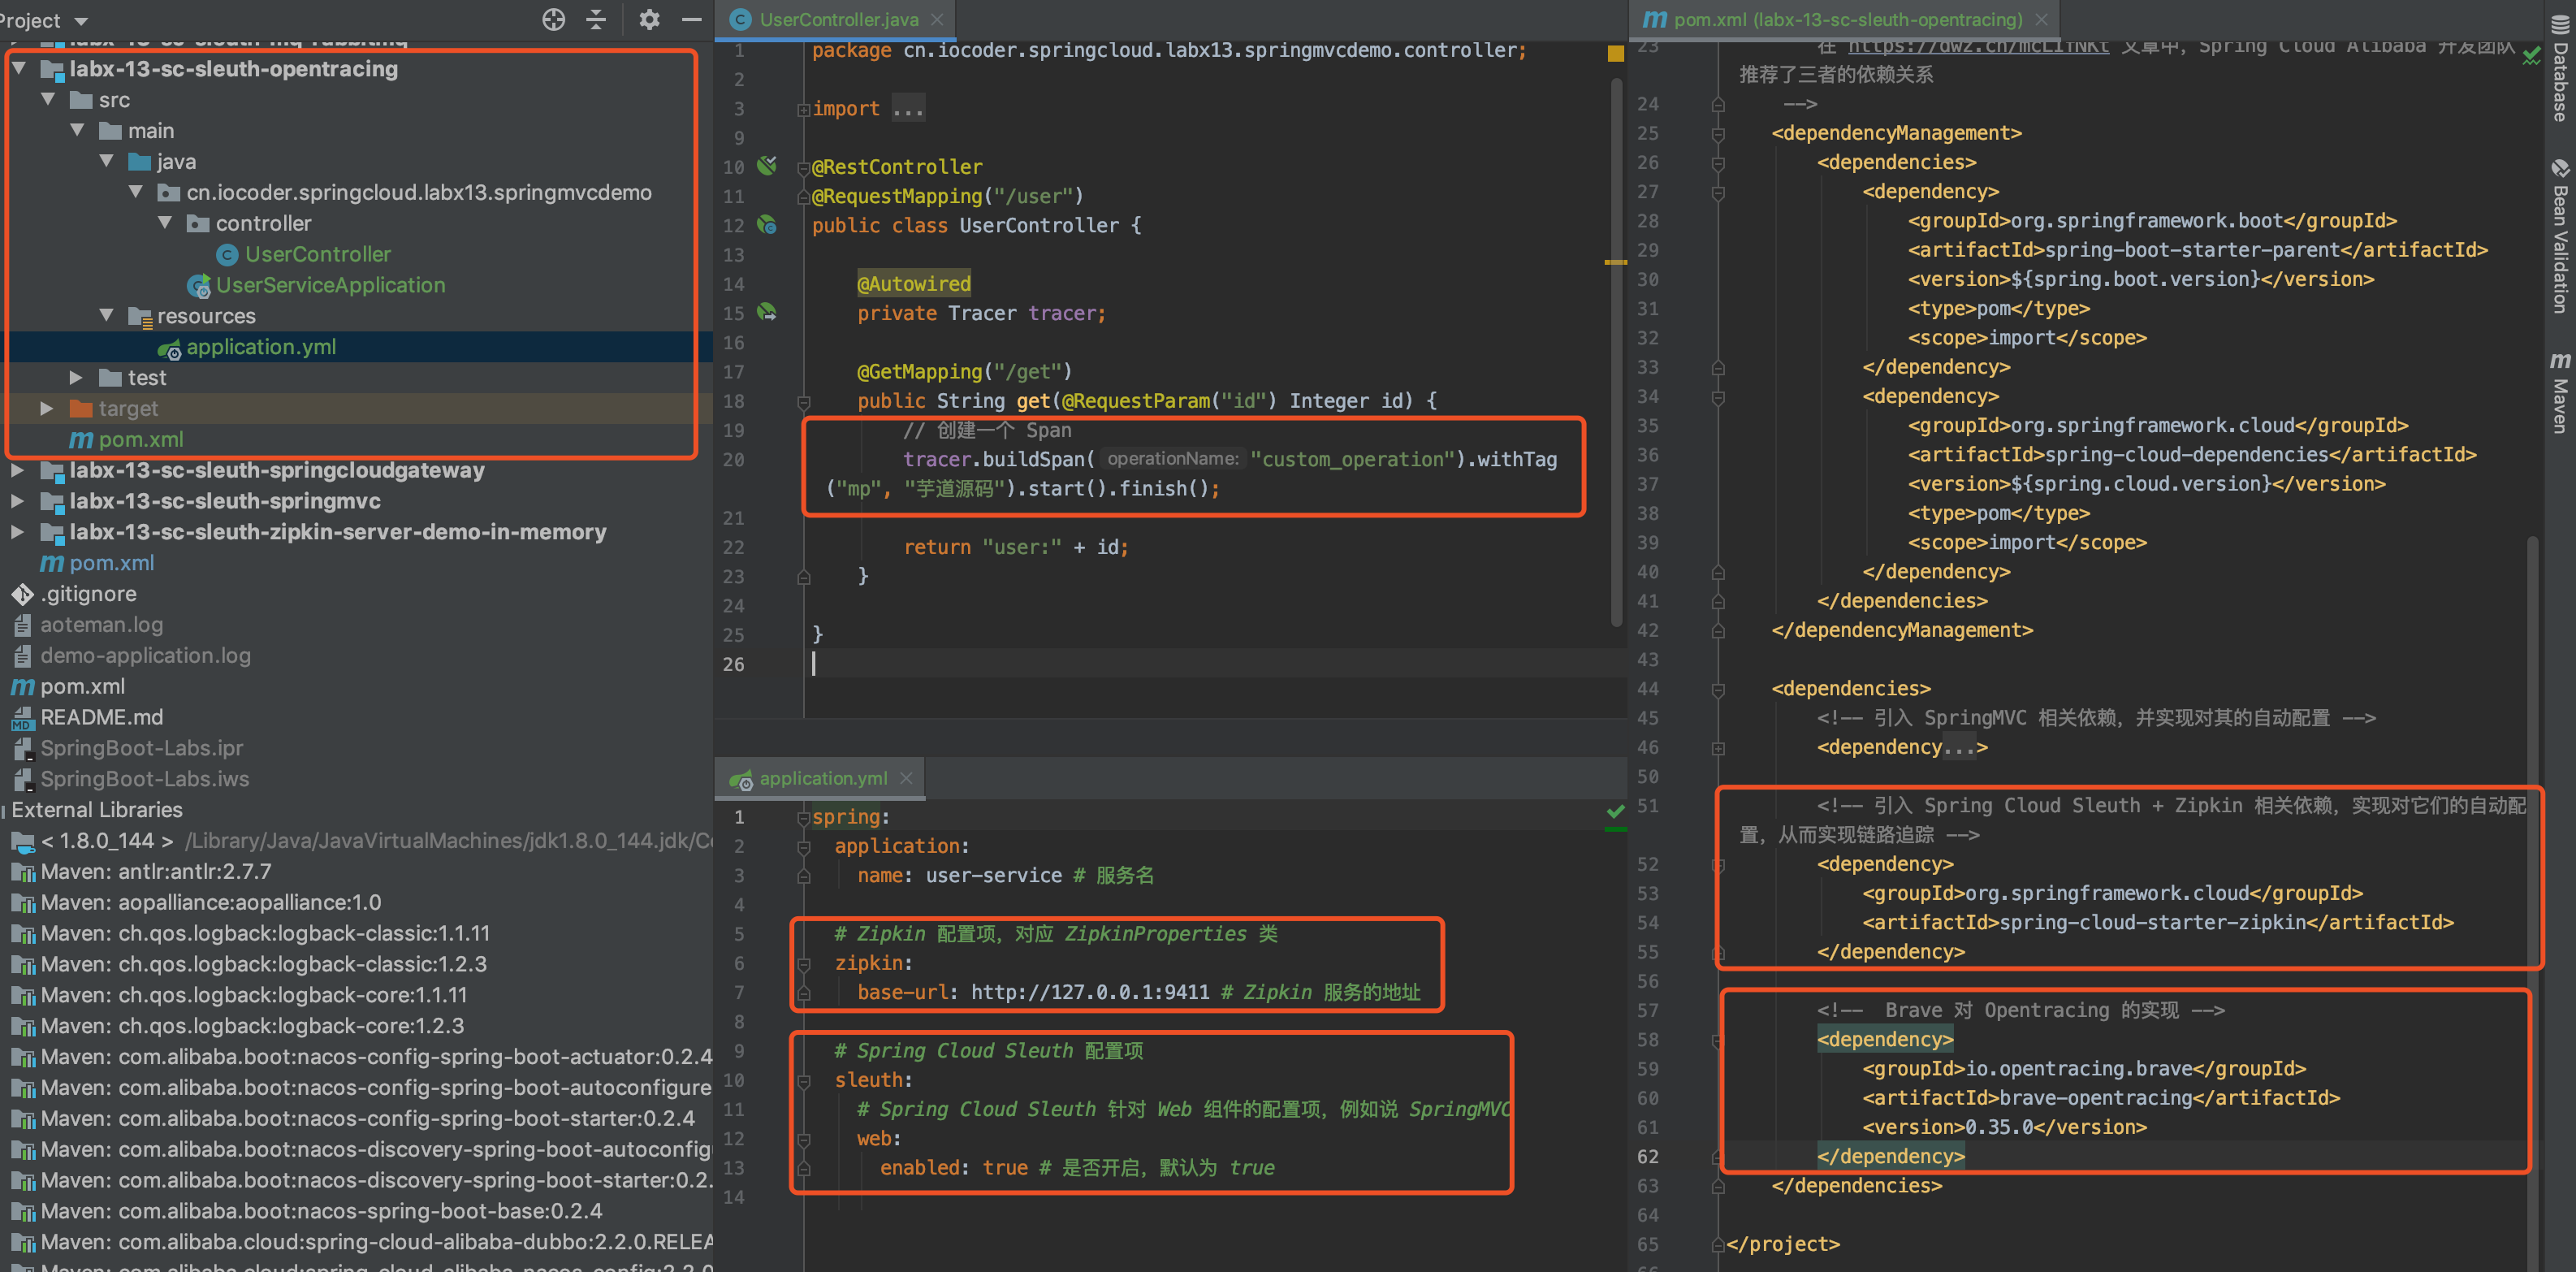 Project
labx-13-sc-sleuth-opentracing
src
main
java
cn.iocoder.springcloud.labx13.springmvcdemo
controller
UserController
UserServiceApplication
resources
application.yml
test
target
pom.xml
labx-13-sc-sleuth-springcloudgateway
labx-13-sc-sleuth-springmvc
labx-13-sc-sleuth-zipkin-server-demo-in-memory
pom.xml
.gitignore
aoteman.log
demo-application.log
pom.xml
README.md
SpringBoot-Labs.ipr
SpringBoot-Labs.iws
External Libraries
< 1.8.0_144 > /Library/Java/JavaVirtualMachines/jdk1.8.0_144.jdk/Co
Maven: antlr:antlr:2.7.7
Maven: aopalliance:aopalliance:1.0
Maven: ch.qos.logback:logback-classic:1.1.11
Maven: ch.qos.logback:logback-classic:1.2.3
Maven: ch.qos.logback:logback-core:1.1.11
Maven: ch.qos.logback:logback-core:1.2.3
Maven: com.alibaba.boot:nacos-config-spring-boot-actuator:0.2.4
Maven: com.alibaba.boot:nacos-config-spring-boot-autoconfigure
Maven: com.alibaba.boot:nacos-config-spring-boot-starter:0.2.4
Maven: com.alibaba.boot:nacos-discovery-spring-boot-autoconfig
Maven: com.alibaba.boot:nacos-discovery-spring-boot-starter:0.2.
Maven: com.alibaba.boot:nacos-spring-boot-base:0.2.4
Maven: com.alibaba.cloud:spring-cloud-alibaba-dubbo:2.2.0.RELEA
UserController.java
1 package cn.iocoder.springcloud.labx13.springmvcdemo.controller;
2
3 import ...
9
10 @RestController
11 @RequestMapping("/user")
12 public class UserController {
13
14 @Autowired
15 private Tracer tracer;
16
17 @GetMapping("/get")
18 public String get(@RequestParam("id") Integer id) {
19 // 创建一个 Span
20 tracer.buildSpan( operationName: "custom_operation").withTag
("mp", "芋道源码").start().finish();
21
22 return "user:" + id;
23 }
24
25 }
26
application.yml
1 spring:
2 application:
3 name: user-service # 服务名
4
5 # Zipkin 配置项，对应 ZipkinProperties 类
6 zipkin:
7 base-url: http://127.0.0.1:9411 # Zipkin 服务的地址
8
9 # Spring Cloud Sleuth 配置项
10 sleuth:
11 # Spring Cloud Sleuth 针对 Web 组件的配置项，例如说 SpringMVC
12 web:
13 enabled: true # 是否开启，默认为 true
14
pom.xml (labx-13-sc-sleuth-opentracing)
23 在 文章中，Spring Cloud Alibaba 开发团队
推荐了三者的依赖关系
24 -->
25 <dependencyManagement>
26 <dependencies>
27 <dependency>
28 <groupId>org.springframework.boot</groupId>
29 <artifactId>spring-boot-starter-parent</artifactId>
30 <version>${spring.boot.version}</version>
31 <type>pom</type>
32 <scope>import</scope>
33 </dependency>
34 <dependency>
35 <groupId>org.springframework.cloud</groupId>
36 <artifactId>spring-cloud-dependencies</artifactId>
37 <version>${spring.cloud.version}</version>
38 <type>pom</type>
39 <scope>import</scope>
40 </dependency>
41 </dependencies>
42 </dependencyManagement>
43
44 <dependencies>
45 <!-- 引入 SpringMVC 相关依赖，并实现对其的自动配置 -->
46 <dependency...>
50
51 <!-- 引入 Spring Cloud Sleuth + Zipkin 相关依赖，实现对它们的自动配
置，从而实现链路追踪 -->
52 <dependency>
53 <groupId>org.springframework.cloud</groupId>
54 <artifactId>spring-cloud-starter-zipkin</artifactId>
55 </dependency>
56
57 <!-- Brave 对 Opentracing 的实现 -->
58 <dependency>
59 <groupId>io.opentracing.brave</groupId>
60 <artifactId>brave-opentracing</artifactId>
61 <version>0.35.0</version>
62 </dependency>
63 </dependencies>
64
65 </project>
Database
Bean Validation
Maven